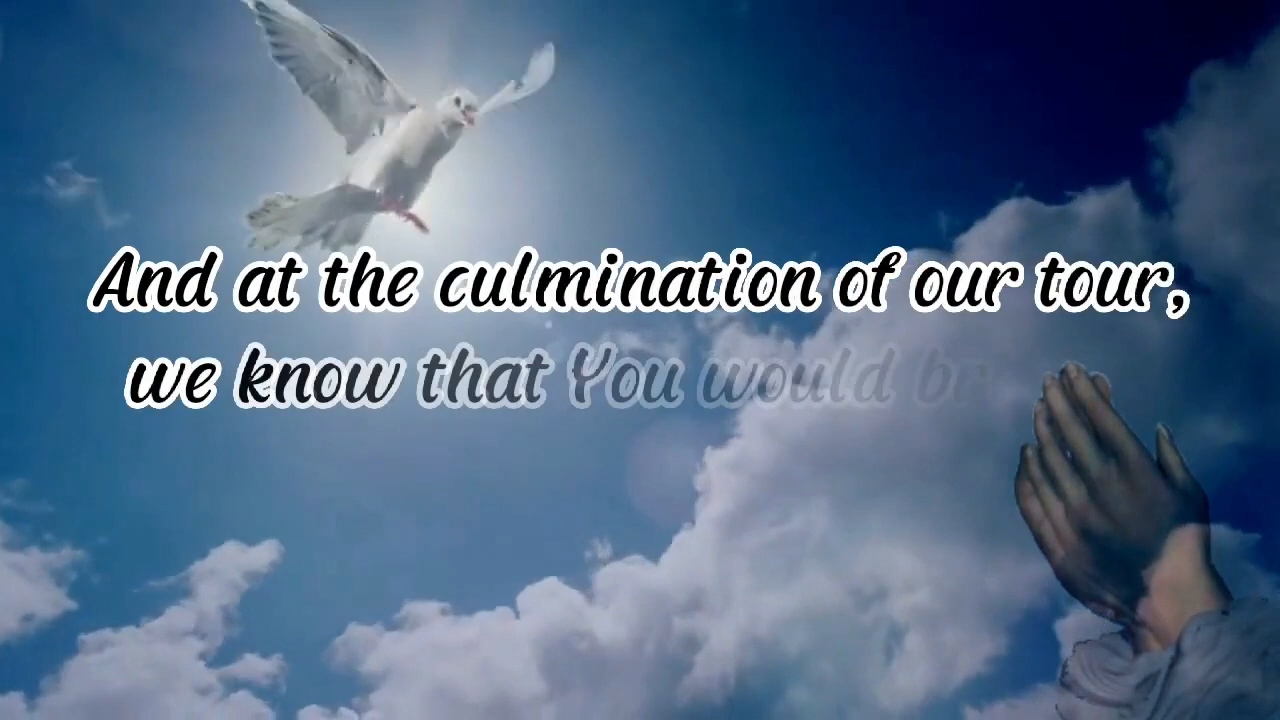 And at the culmination of our tour,
we know that You would